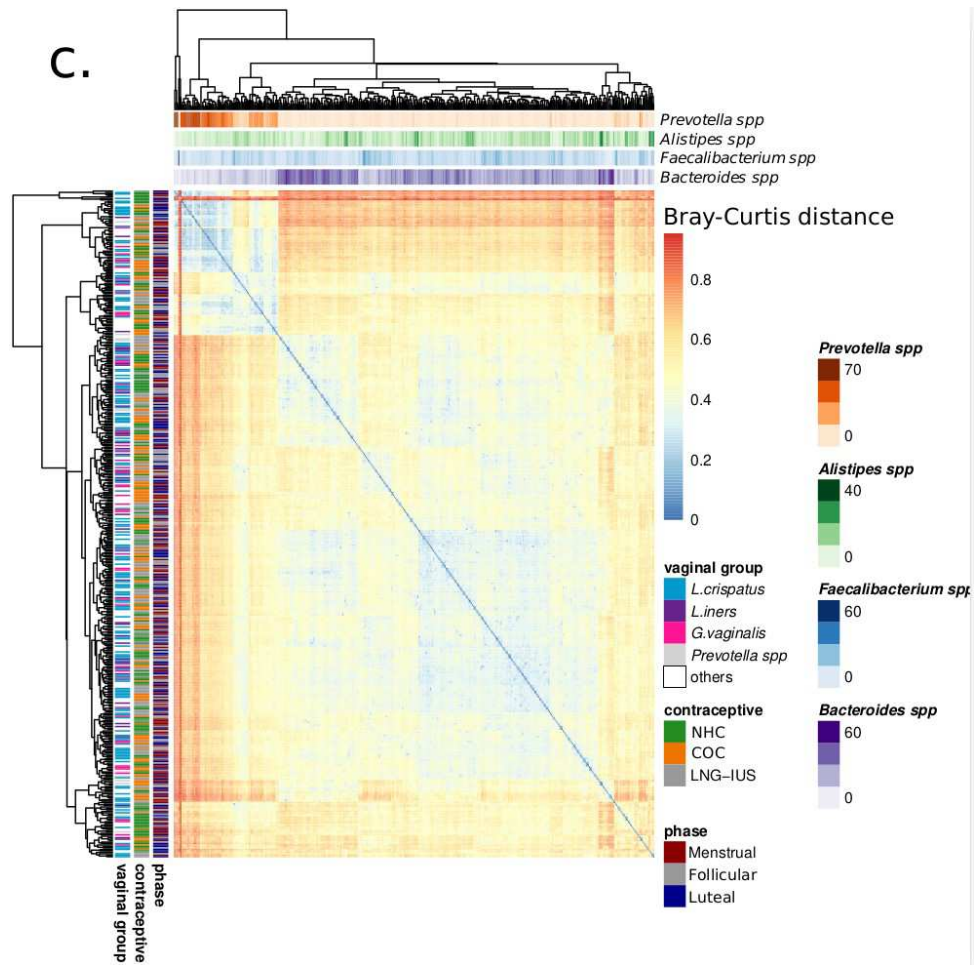 c.
Prevotella spp
Alistipes spp
Faecalibacterium spp
Bacteroides spp
Bray-Curtis distance
0.8
0.6
0.4
0.2
0
vaginal group
L.crispatus
L.iners
G.vaginalis
Prevotella spp
others
contraceptive
NHC
COC
LNG-IUS
phase
Menstrual
Follicular
Luteal
Prevotella spp
70
0
Alistipes spp
40
0
Faecalibacterium spp
60
0
Bacteroides spp
60
0
vaginal group
contraceptive
phase